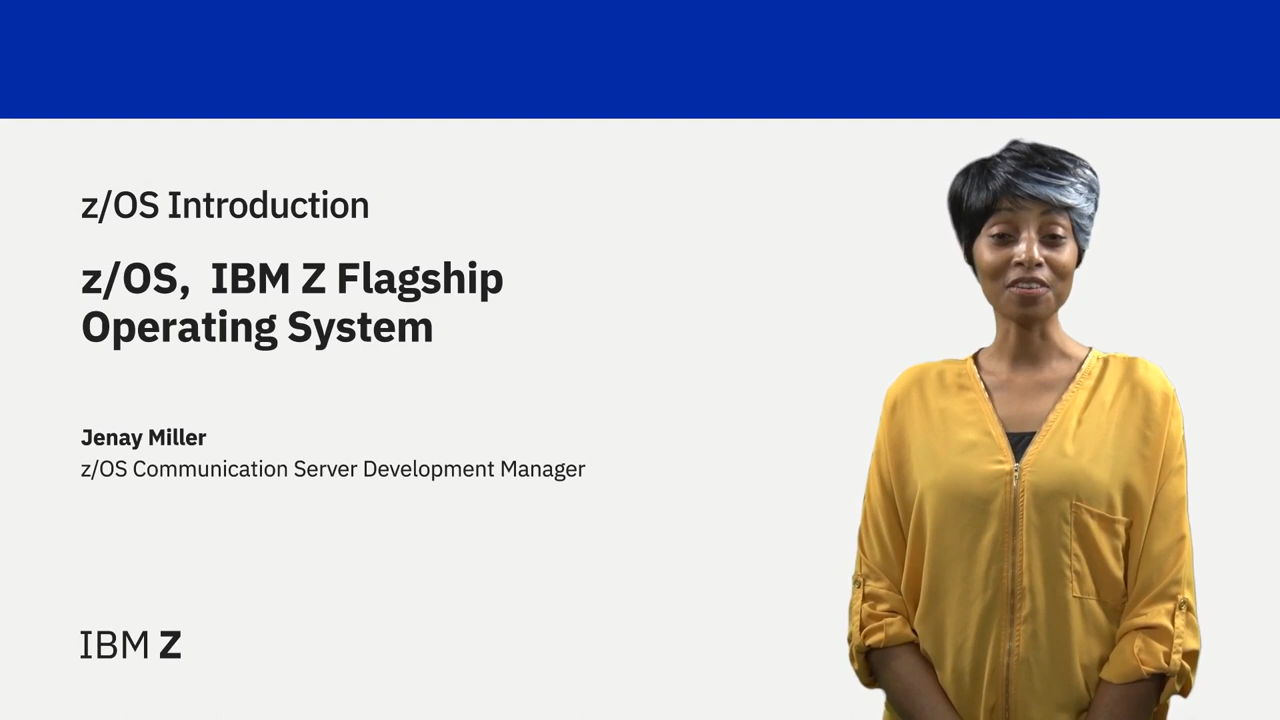 z/OS Introduction
z/OS, IBM Z Flagship
Operating System
Jenay Miller
z/OS Communication Server Development Manager
IBM Z